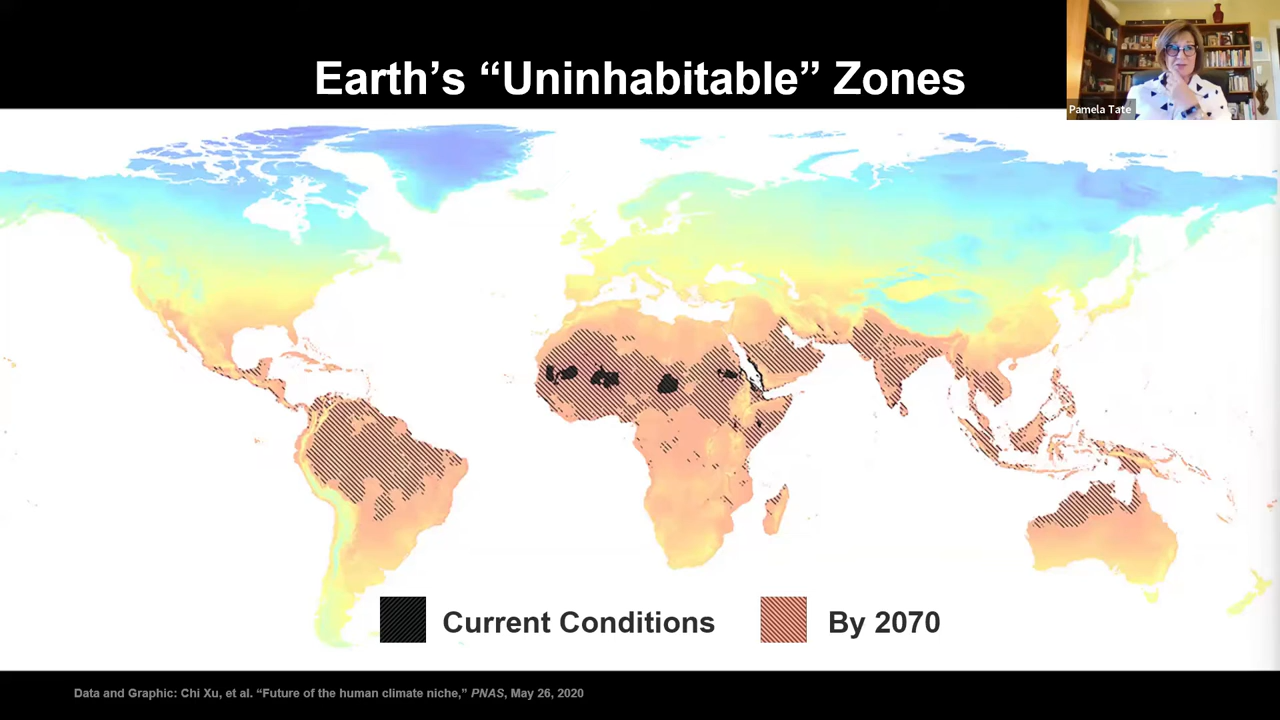 Earth’s “Uninhabitable” Zones
Pamela Tate
Current Conditions
By 2070
Data and Graphic: Chi Xu, et al. “Future of the human climate niche,” PNAS, May 26, 2020